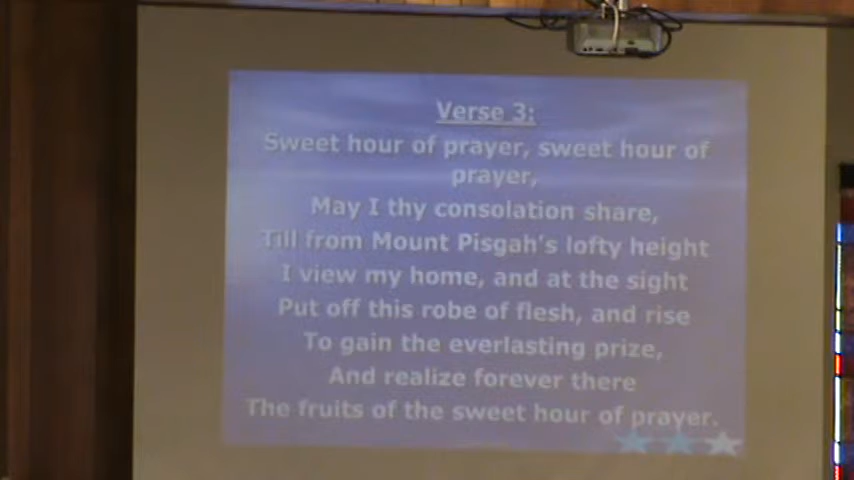 Verse 3:
Sweet hour of prayer, sweet hour of
prayer,
May I thy consolation share,
Till from Mount Pisgah's lofty height
I view my home, and at the sight
Put off this robe of flesh, and rise
To gain the everlasting prize,
And realize forever there
The fruits of the sweet hour of prayer.